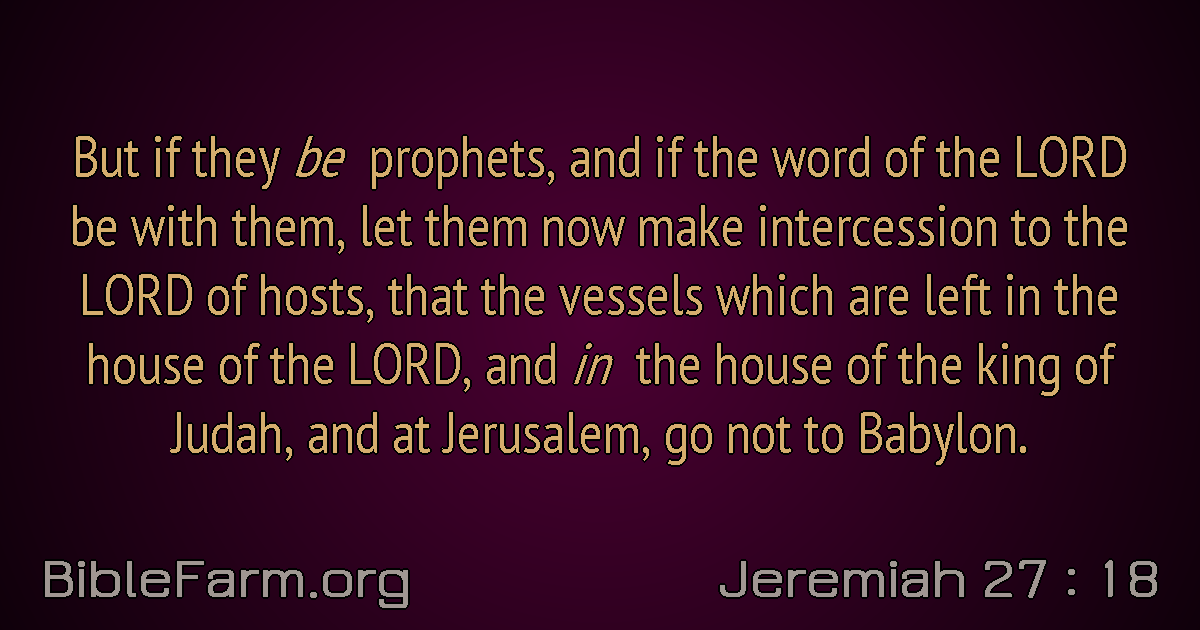 But if they be prophets, and if the word of the LORD
be with them, let them now make intercession to the
LORD of hosts, that the vessels which are left in the
house of the LORD, and in the house of the king of
Judah, and at Jerusalem, go not to Babylon.
BibleFarm.org
Jeremiah 27 : 18